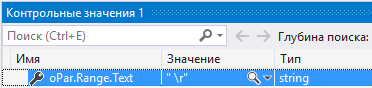 Контрольные значения 1
Поиск (Ctrl+E) Глубина поиска:
Имя Значение Тип
oPar.Range.Text " \r" string